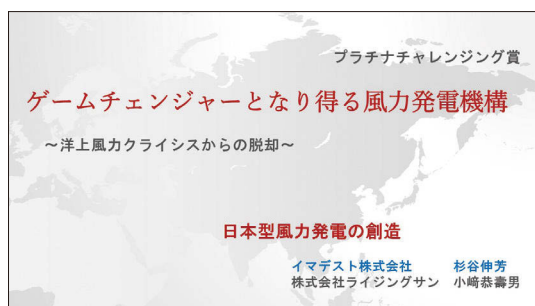 プラチナチャレンジング賞
ゲームチェンジャーとなり得る風力発電機構
～洋上風力クライシスからの脱却～
日本型風力発電の創造
イマデスト株式会社　杉谷伸芳
株式会社ライジングサン　小﨑恭壽男